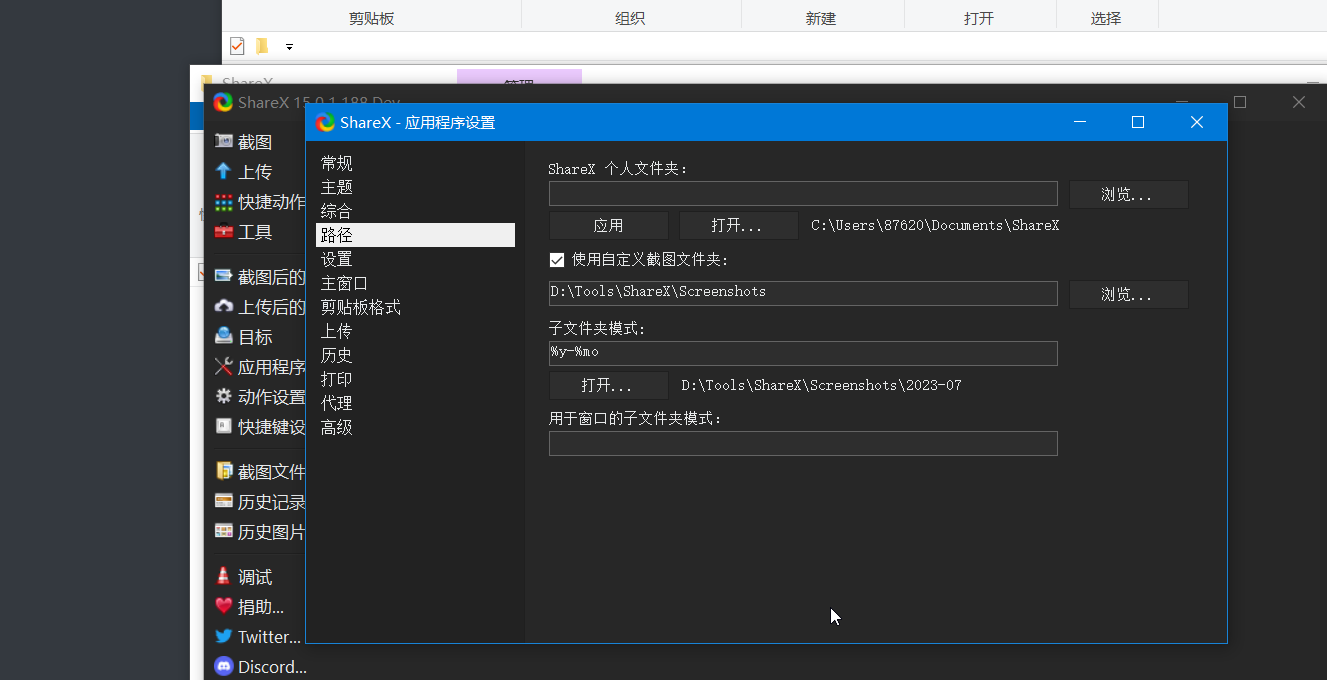 剪贴板
组织
新建
打开
选择
ShareX
管理
ShareX 15.0.1.188 Dev
截图
上传
快捷动作
工具
截图后的
上传后的
目标
应用程序
动作设置
快捷键设
截图文件
历史记录
历史图片
调试
捐助...
Twitter...
Discord...
ShareX - 应用程序设置
常规
主题
综合
路径
设置
主窗口
剪贴板格式
上传
历史
打印
代理
高级
ShareX 个人文件夹:
浏览...
应用
打开...
C:\Users\87620\Documents\ShareX
使用自定义截图文件夹:
D:\Tools\ShareX\Screenshots
浏览...
子文件夹模式:
%y-%mo
打开...
D:\Tools\ShareX\Screenshots\2023-07
用于窗口的子文件夹模式: